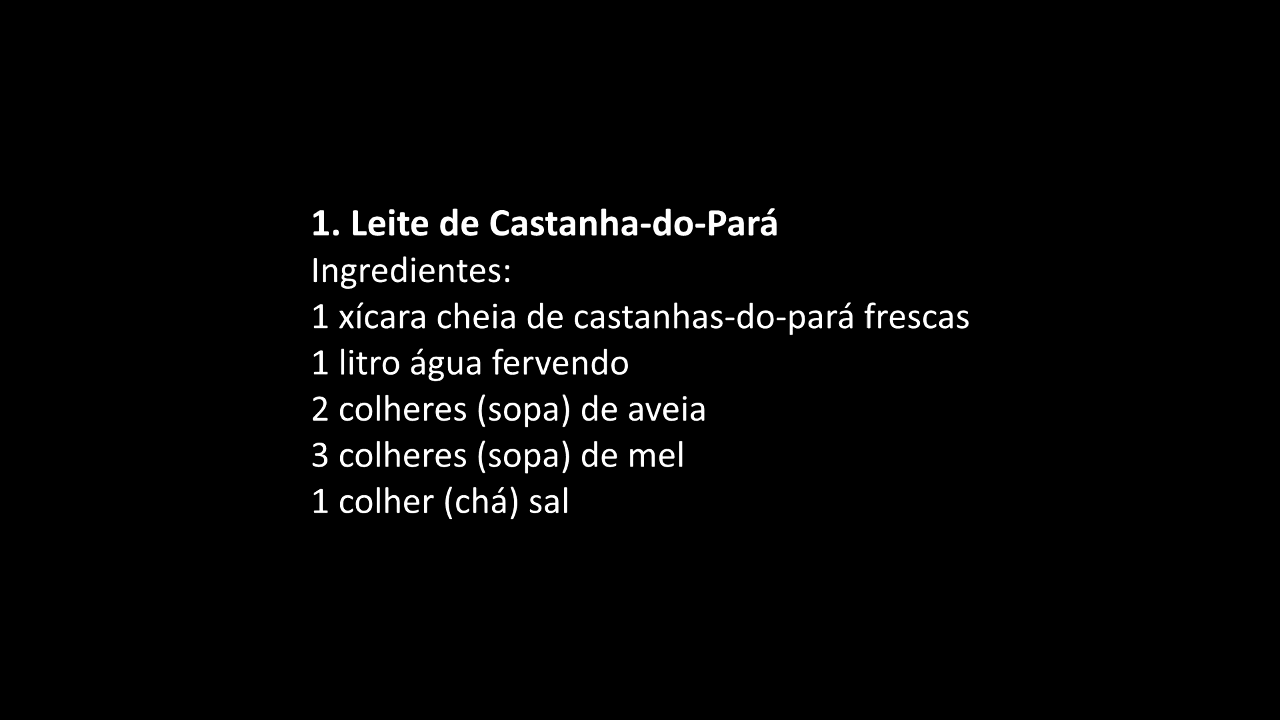 1. Leite de Castanha-do-Pará
Ingredientes:
1 xícara cheia de castanhas-do-pará frescas
1 litro água fervendo
2 colheres (sopa) de aveia
3 colheres (sopa) de mel
1 colher (chá) sal